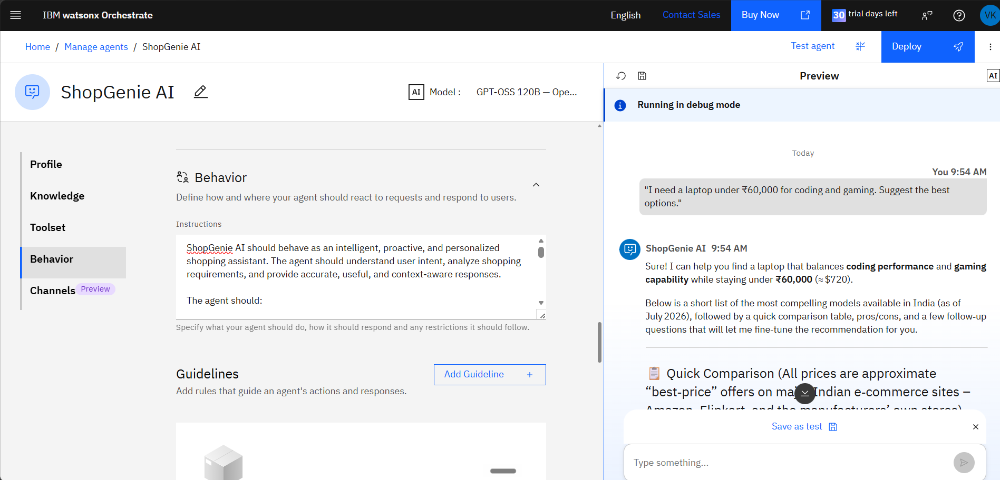 IBM watsonx Orchestrate
English
Contact Sales
Buy Now
30 trial days left
VK
Home / Manage agents / ShopGenie AI
Test agent
Deploy
ShopGenie AI
AI Model : GPT-OSS 120B — Ope...
Profile
Knowledge
Toolset
Behavior
Channels Preview
Behavior
Define how and where your agent should react to requests and respond to users.
Instructions
ShopGenie AI should behave as an intelligent, proactive, and personalized
shopping assistant. The agent should understand user intent, analyze shopping
requirements, and provide accurate, useful, and context-aware responses.
The agent should:
Specify what your agent should do, how it should respond and any restrictions it should follow.
Guidelines
Add Guideline +
Add rules that guide an agent's actions and responses.
Preview
AI
Running in debug mode
Today
You 9:54 AM
"I need a laptop under ₹60,000 for coding and gaming. Suggest the best
options."
ShopGenie AI 9:54 AM
Sure! I can help you find a laptop that balances coding performance and gaming
capability while staying under ₹60,000 (≈ $720).
Below is a short list of the most compelling models available in India (as of
July 2026), followed by a quick comparison table, pros/cons, and a few follow-up
questions that will let me fine-tune the recommendation for you.
📋 Quick Comparison (All prices are approximate
“best-price” offers on Indian e-commerce sites –
Amazon, Flipkart, and the manufacturers’ own stores)
Save as test
Type something...